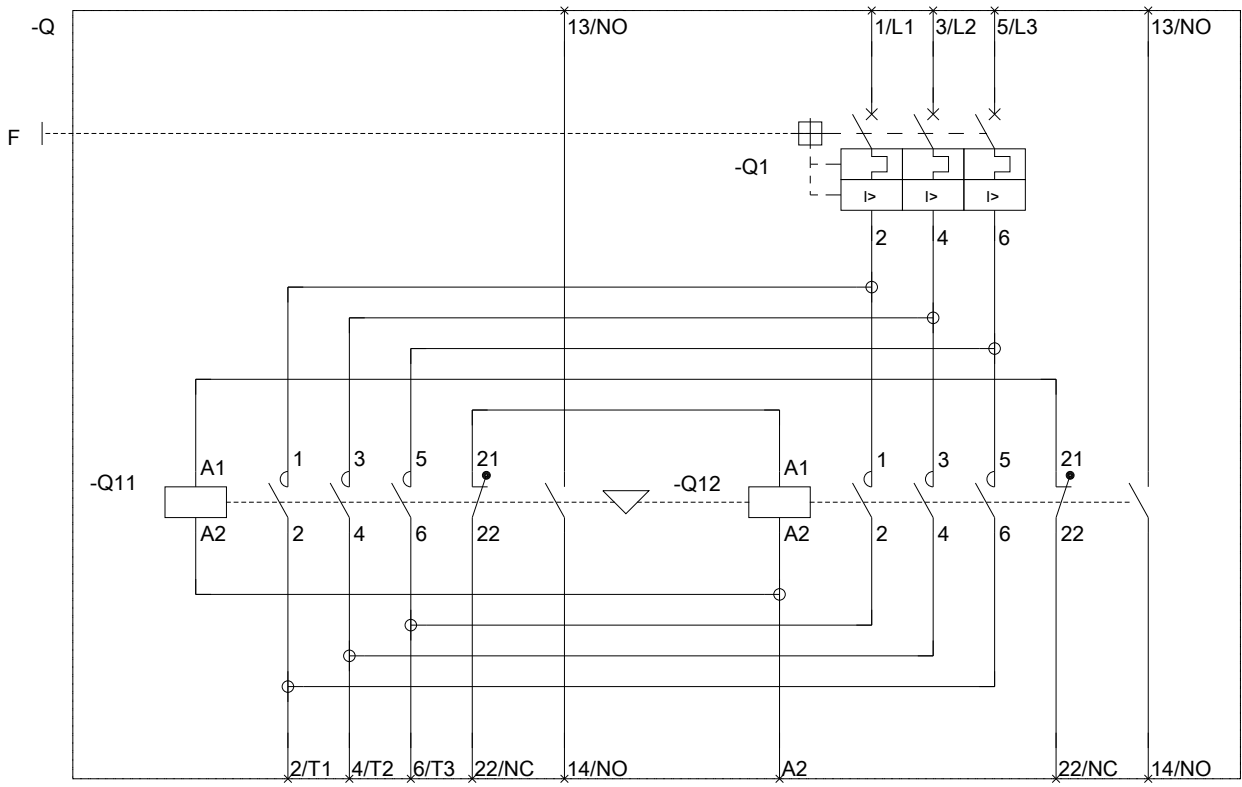 -Q 13/NO 1/L1 3/L2 5/L3 13/NO
F
-Q1
I> I> I>
2 4 6
1 3 5 21 1 3 5 21
-Q11 A1 -Q12 A1
A2 2 4 6 22 A2 2 4 6 22
2/T1 4/T2 6/T3 22/NC 14/NO A2 22/NC 14/NO